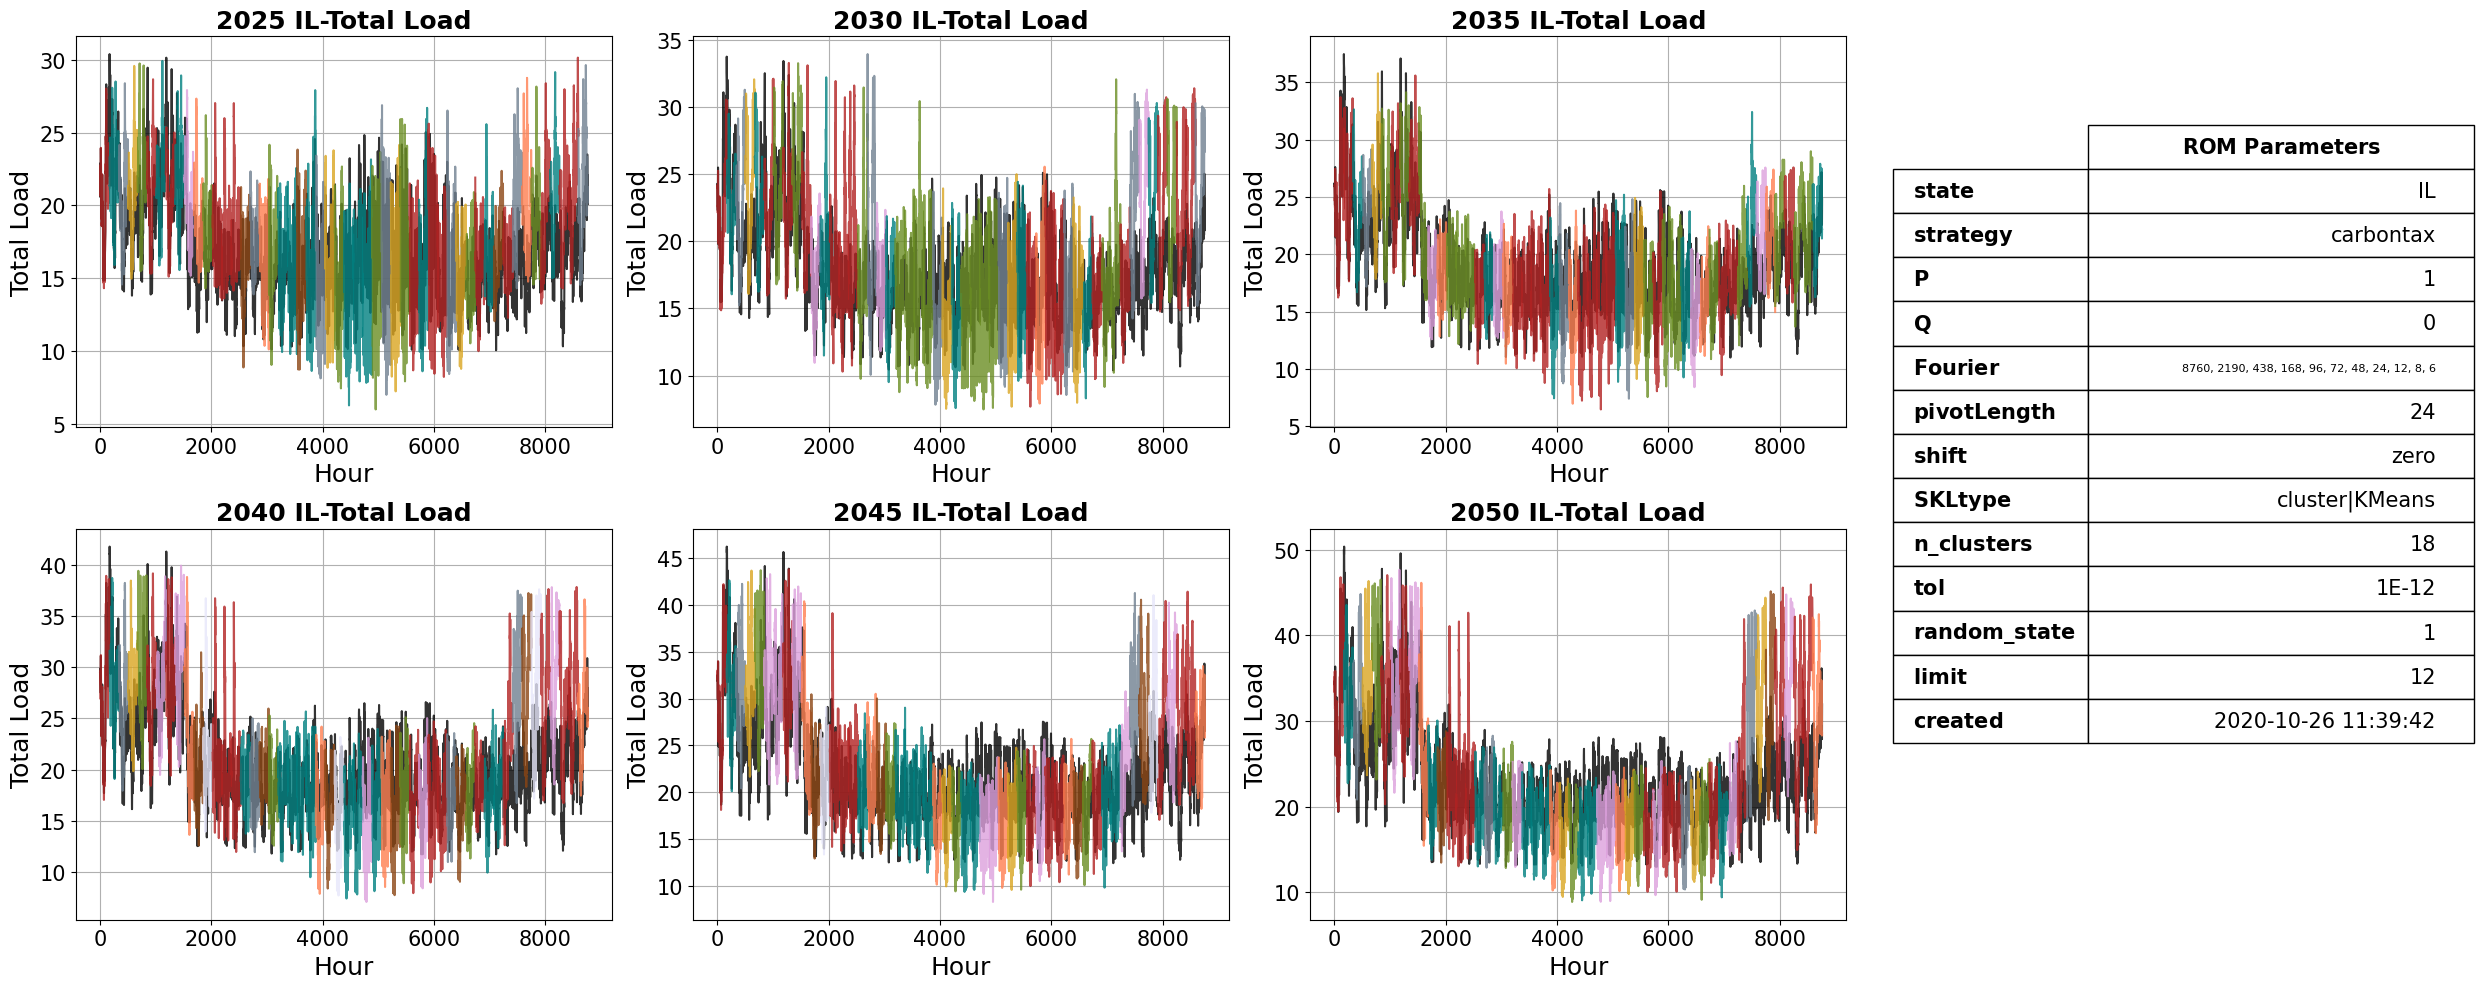 2025 IL-Total Load
30
25
20
15
10
5
Total Load
0 2000 4000 6000 8000
Hour
2030 IL-Total Load
35
30
25
20
15
10
Total Load
0 2000 4000 6000 8000
Hour
2035 IL-Total Load
35
30
25
20
15
10
5
Total Load
0 2000 4000 6000 8000
Hour
2040 IL-Total Load
40
35
30
25
20
15
10
Total Load
0 2000 4000 6000 8000
Hour
2045 IL-Total Load
45
40
35
30
25
20
15
10
Total Load
0 2000 4000 6000 8000
Hour
2050 IL-Total Load
50
40
30
20
10
Total Load
0 2000 4000 6000 8000
Hour
ROM Parameters
state IL
strategy carbontax
P 1
Q 0
Fourier 8760, 2190, 438, 168, 96, 72, 48, 24, 12, 8, 6
pivotLength 24
shift zero
SKLtype cluster|KMeans
n_clusters 18
tol 1E-12
random_state 1
limit 12
created 2020-10-26 11:39:42